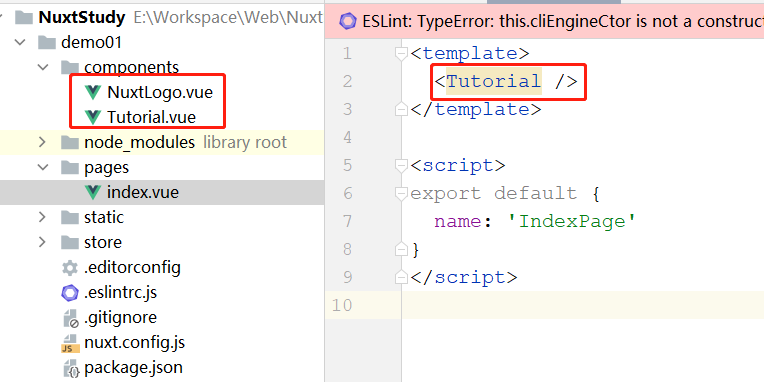 NuxtStudy E:\Workspace\Web\Nuxt
demo01
components
NuxtLogo.vue
Tutorial.vue
node_modules library root
pages
index.vue
static
store
.editorconfig
.eslintrc.js
.gitignore
nuxt.config.js
package.json
ESLint: TypeError: this.cliEngineCtor is not a construct
1 <template>
2 <Tutorial />
3 </template>
4
5 <script>
6 export default {
7 name: 'IndexPage'
8 }
9 </script>
10